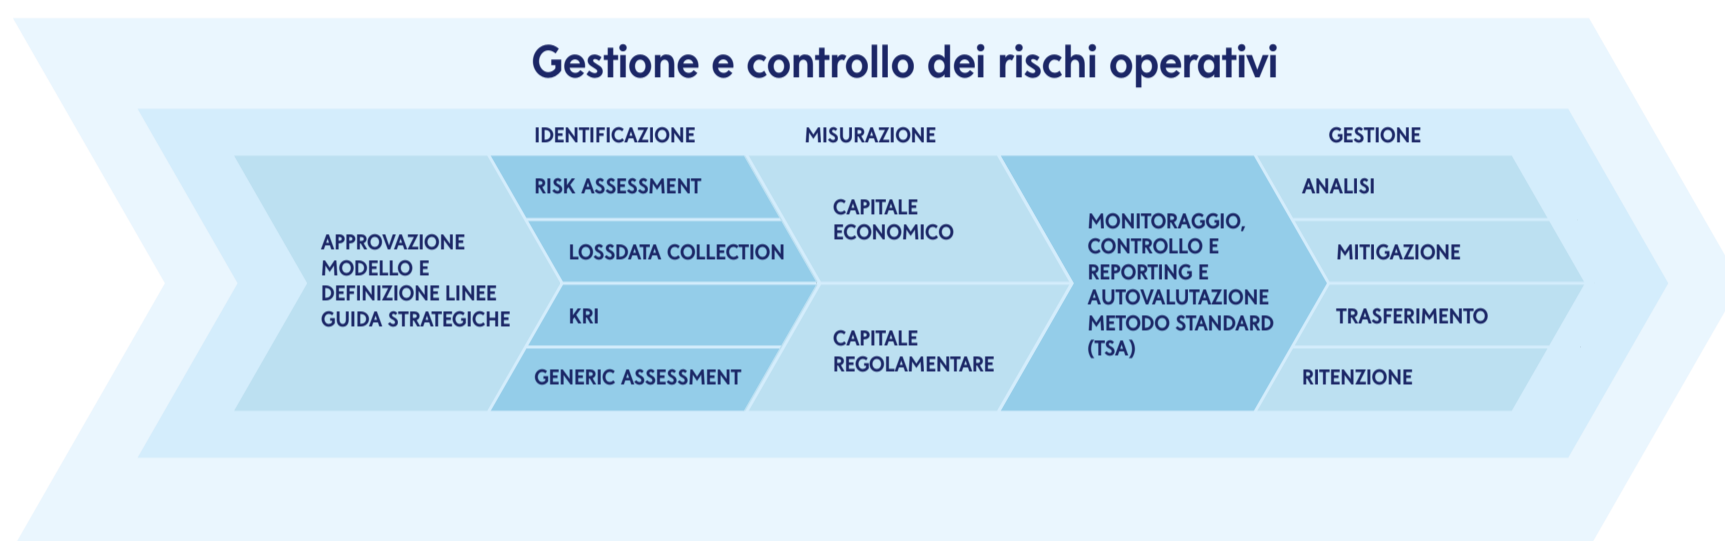 Gestione e controllo dei rischi operativi
IDENTIFICAZIONE
MISURAZIONE
GESTIONE
APPROVAZIONE
MODELLO E
DEFINIZIONE LINEE
GUIDA STRATEGICHE
RISK ASSESSMENT
LOSSDATA COLLECTION
KRI
GENERIC ASSESSMENT
CAPITALE
ECONOMICO
CAPITALE
REGOLAMENTARE
MONITORAGGIO,
CONTROLLO E
REPORTING E
AUTOVALUTAZIONE
METODO STANDARD
(TSA)
ANALISI
MITIGAZIONE
TRASFERIMENTO
RITENZIONE